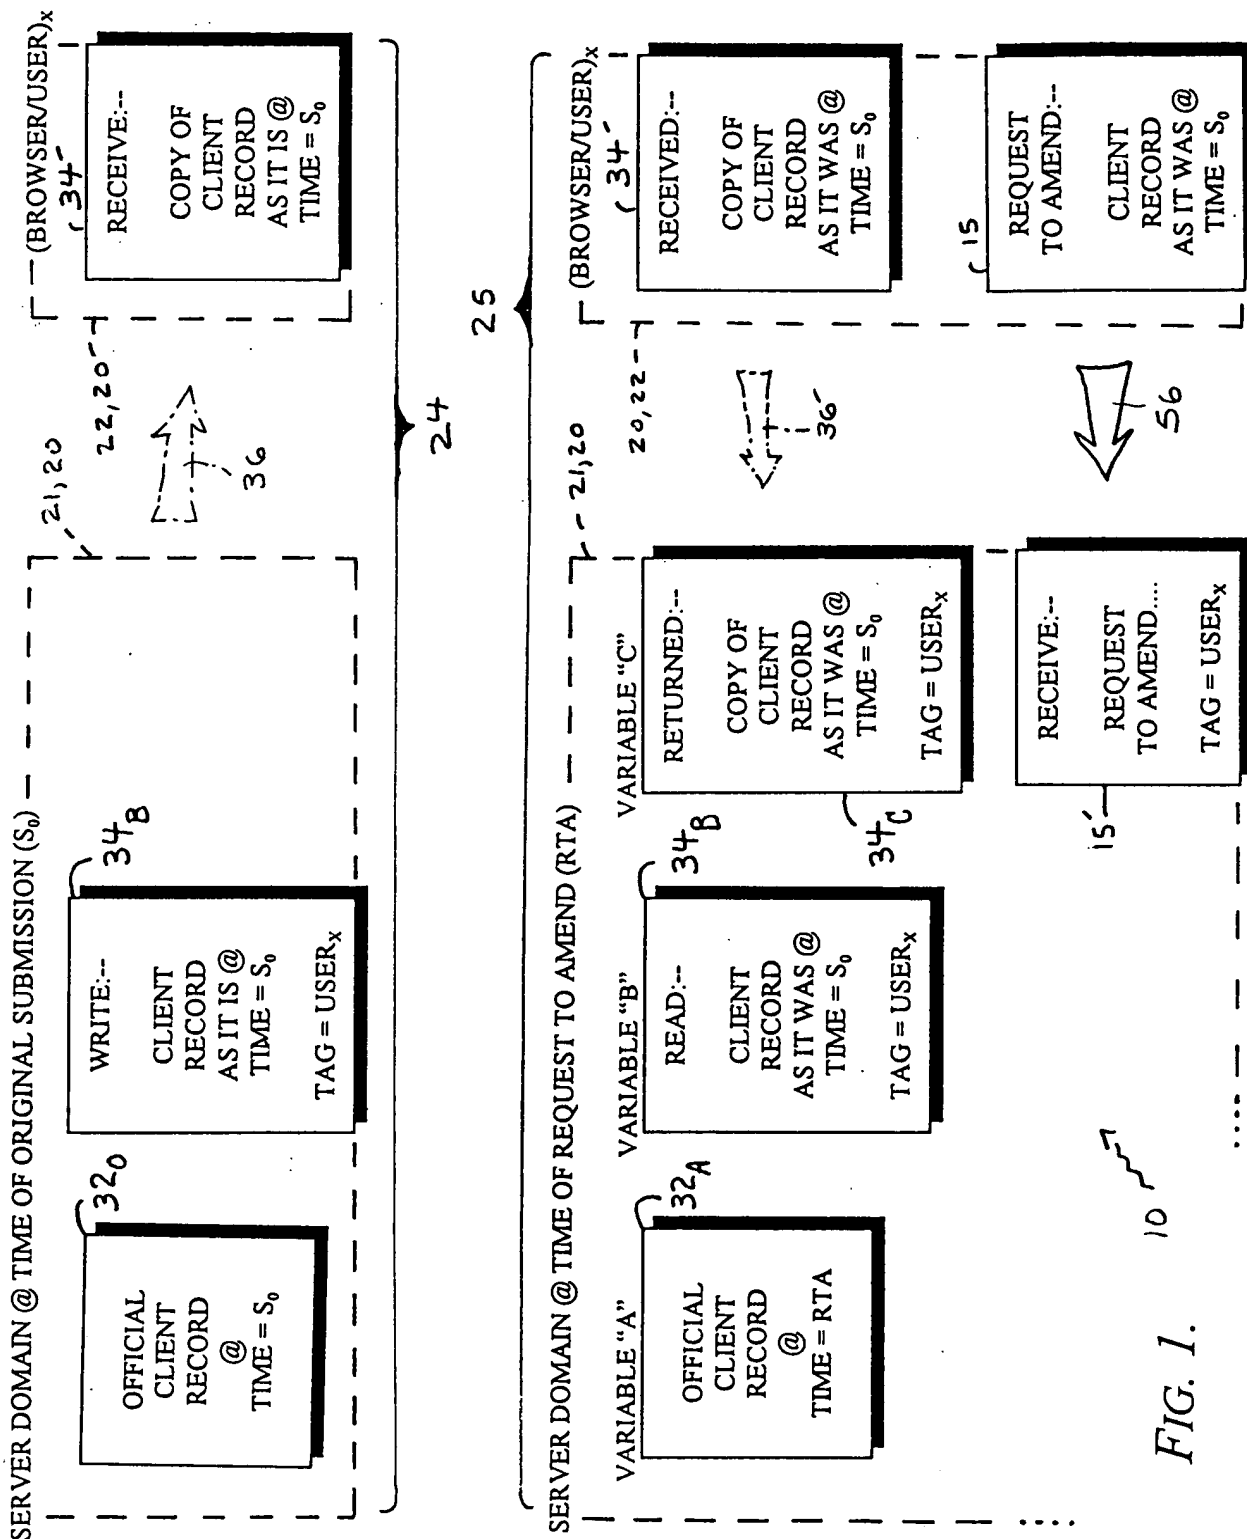 SERVER DOMAIN @ TIME OF ORIGINAL SUBMISSION (S0)
(BROWSER/USER)x
21,20
22,20
320
OFFICIAL
CLIENT
RECORD
@
TIME = S0
34B
WRITE:--
CLIENT
RECORD
AS IT IS @
TIME = S0
TAG = USERx
36
34'
RECEIVE:--
COPY OF
CLIENT
RECORD
AS IT IS @
TIME = S0
24
25
SERVER DOMAIN @ TIME OF REQUEST TO AMEND (RTA)
(BROWSER/USER)x
21,20
20,22
VARIABLE "A"
32A
OFFICIAL
CLIENT
RECORD
@
TIME = RTA
VARIABLE "B"
34B
READ:--
CLIENT
RECORD
AS IT WAS @
TIME = S0
TAG = USERx
VARIABLE "C"
RETURNED:--
COPY OF
CLIENT
RECORD
AS IT WAS @
TIME = S0
TAG = USERx
34C
36'
34'
RECEIVED:--
COPY OF
CLIENT
RECORD
AS IT WAS @
TIME = S0
15'
RECEIVE:--
REQUEST
TO AMEND....
TAG = USERx
56
15
REQUEST
TO AMEND:--
CLIENT
RECORD
AS IT WAS @
TIME = S0
10
FIG. 1.